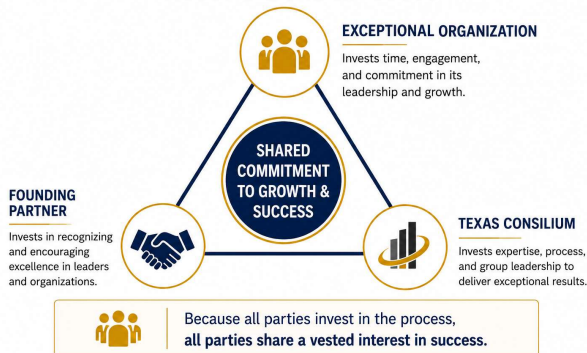 EXCEPTIONAL ORGANIZATION
Invests time, engagement,
and commitment in its
leadership and growth.
SHARED
COMMITMENT
TO GROWTH &
SUCCESS
FOUNDING
PARTNER
Invests in recognizing
and encouraging
excellence in leaders
and organizations.
TEXAS CONSILIUM
Invests expertise, process,
and group leadership to
deliver exceptional results.
Because all parties invest in the process,
all parties share a vested interest in success.